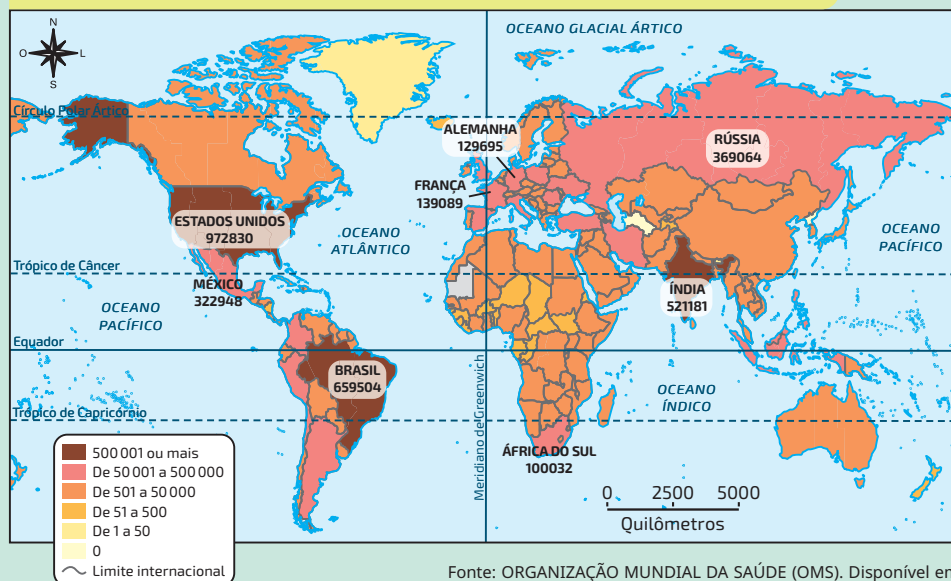 N
O
L
S
OCEANO GLACIAL ÁRTICO
Círculo Polar Ártico
ALEMANHA
129695
RÚSSIA
369064
FRANÇA
139089
ESTADOS UNIDOS
972830
OCEANO
ATLÂNTICO
OCEANO
PACÍFICO
Trópico de Câncer
MÉXICO
322948
ÍNDIA
521181
OCEANO
PACÍFICO
Equador
BRASIL
659504
OCEANO
ÍNDICO
Trópico de Capricórnio
Meridiano de Greenwich
ÁFRICA DO SUL
100032
500 001 ou mais
De 50 001 a 500 000
De 501 a 50 000
De 51 a 500
De 1 a 50
0
Limite internacional
0 2500 5000
Quilômetros
Fonte: ORGANIZAÇÃO MUNDIAL DA SAÚDE (OMS). Disponível em